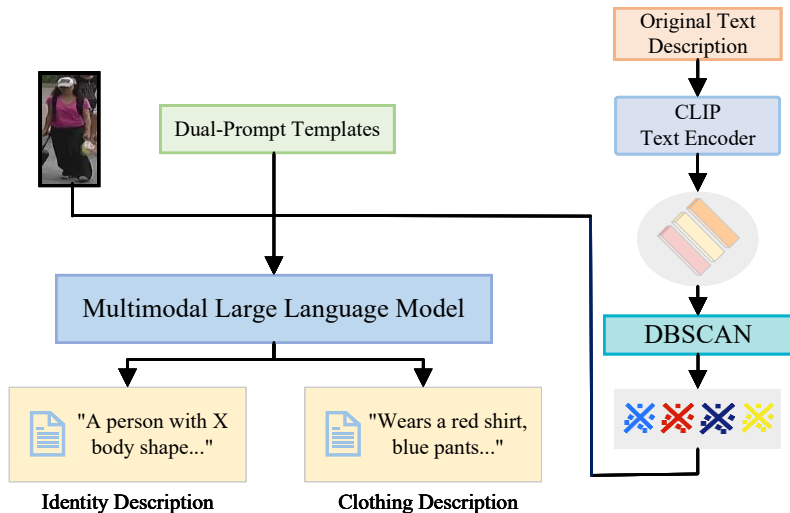 Original Text
Description
CLIP
Text Encoder
Dual-Prompt Templates
Multimodal Large Language Model
DBSCAN
"A person with X
body shape..."
"Wears a red shirt,
blue pants..."
Identity Description
Clothing Description